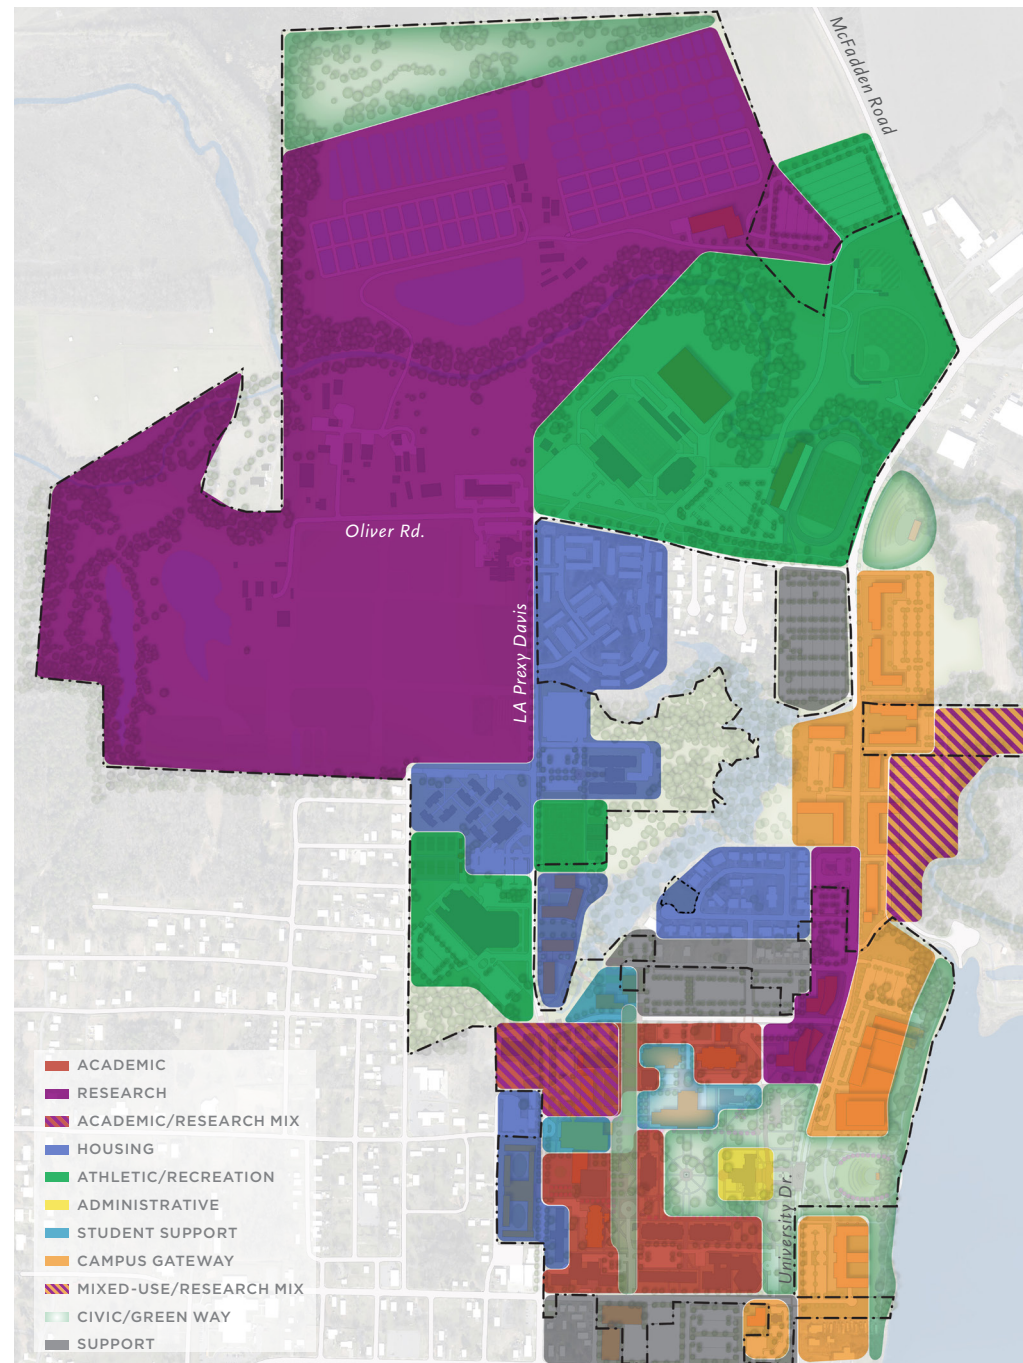 McFadden Road
Oliver Rd.
LA Prexy Davis
University Dr.
ACADEMIC
RESEARCH
ACADEMIC/RESEARCH MIX
HOUSING
ATHLETIC/RECREATION
ADMINISTRATIVE
STUDENT SUPPORT
CAMPUS GATEWAY
MIXED-USE/RESEARCH MIX
CIVIC/GREEN WAY
SUPPORT